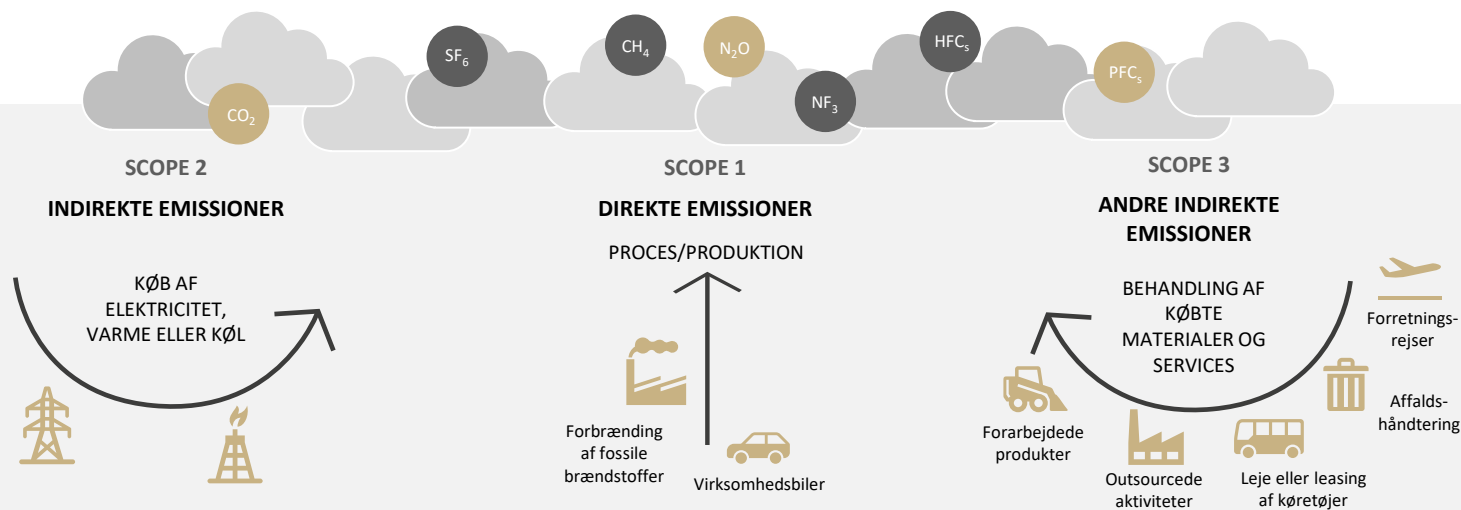 SF₆
CH₄
N₂O
HFCₛ
PFCₛ
CO₂
NF₃
SCOPE 2
INDIREKTE EMISSIONER
KØB AF
ELEKTRICITET,
VARME ELLER KØL
SCOPE 1
DIREKTE EMISSIONER
PROCES/PRODUKTION
Forbrænding
af fossile
brændstoffer
Virksomhedsbiler
SCOPE 3
ANDRE INDIREKTE
EMISSIONER
BEHANDLING AF
KØBTE
MATERIALER OG
SERVICES
Forretnings-
rejser
Affalds-
håndtering
Forarbejdede
produkter
Outsourcede
aktiviteter
Leje eller leasing
af køretøjer